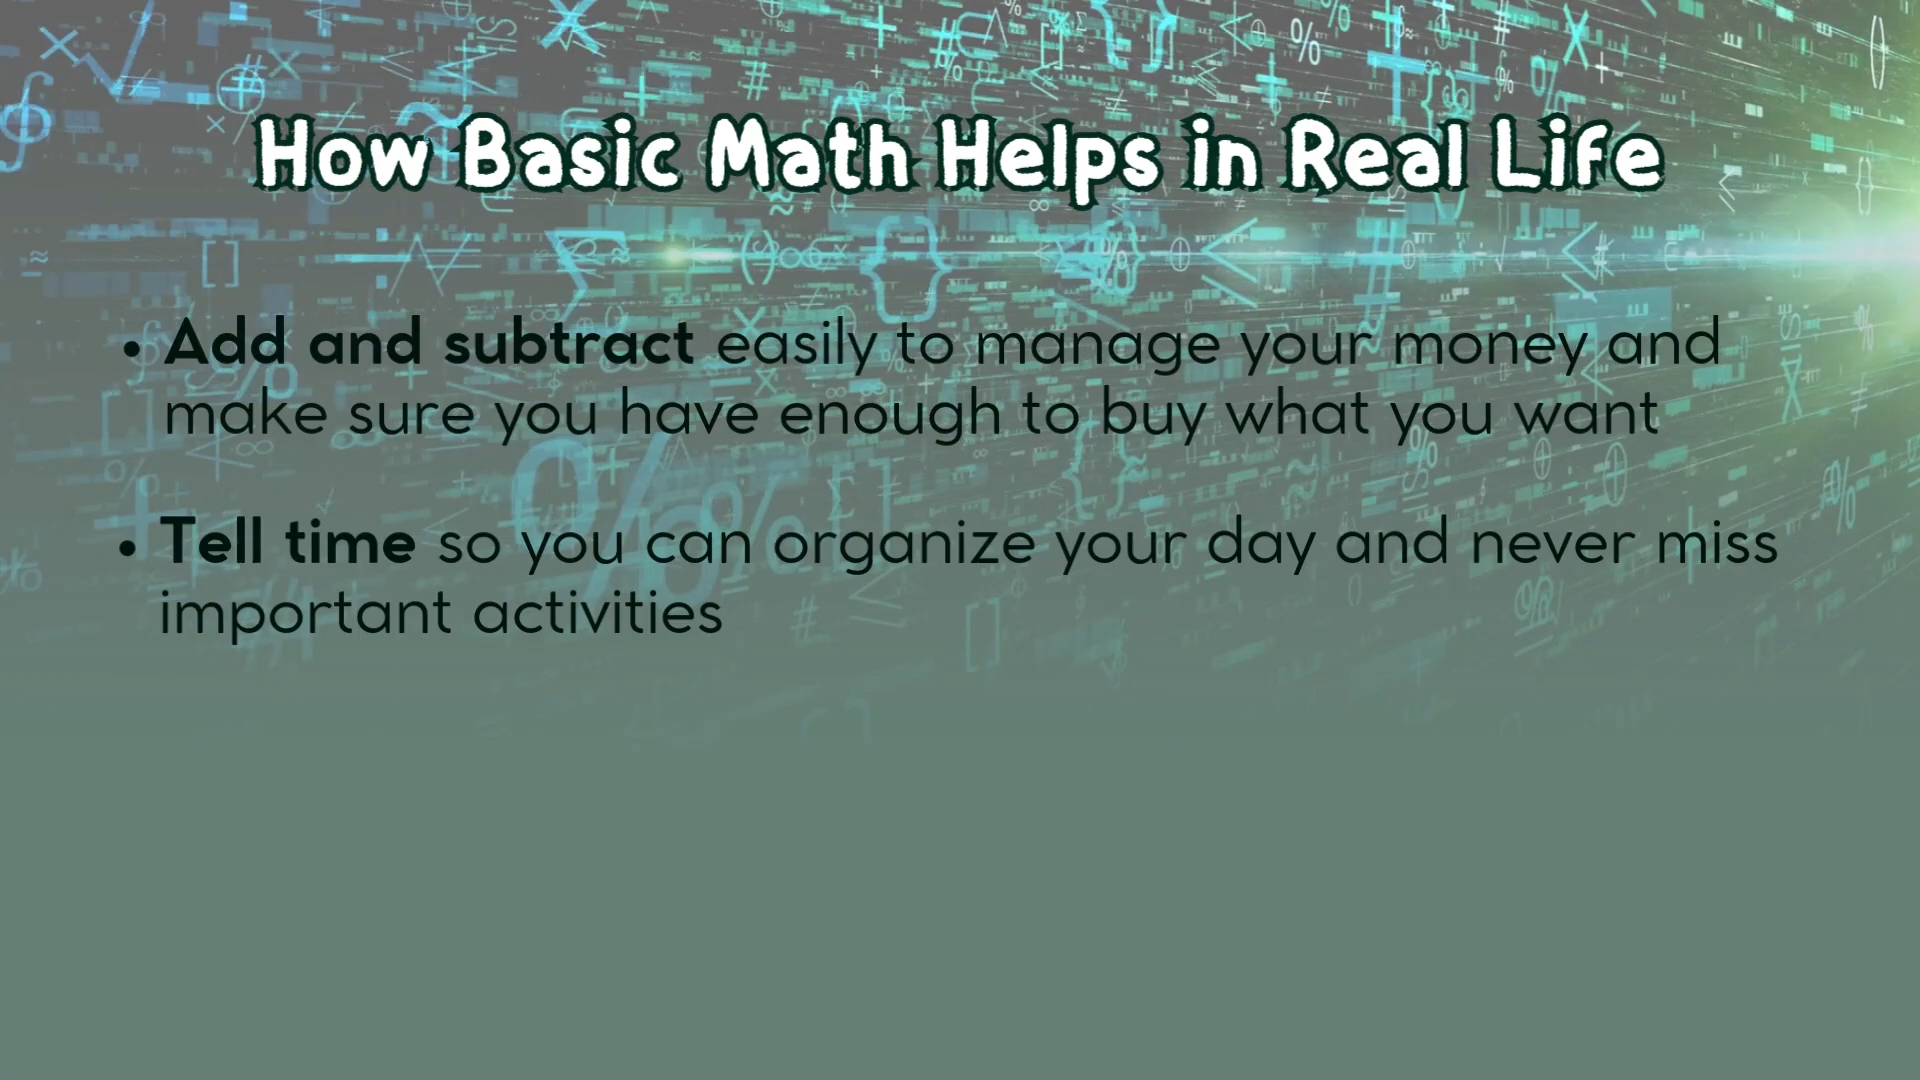 How Basic Math Helps in Real Life
• Add and subtract easily to manage your money and
make sure you have enough to buy what you want
• Tell time so you can organize your day and never miss
important activities